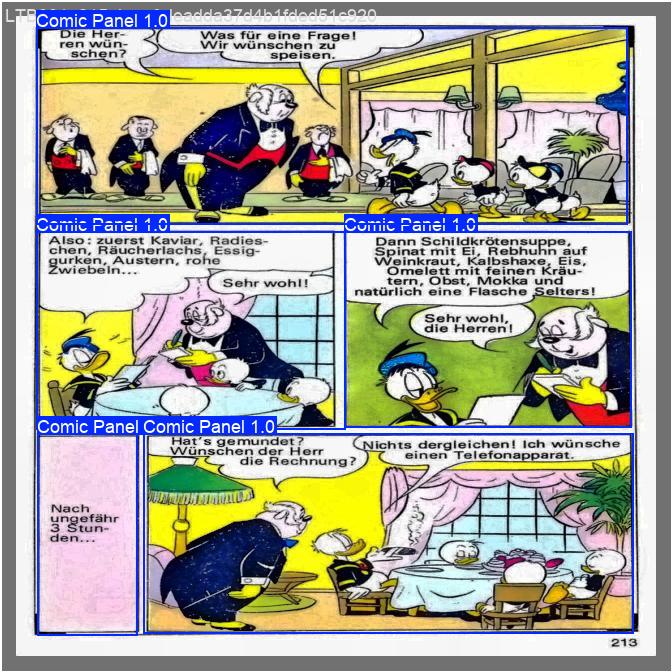 Comic Panel 1.0
Die Her-
ren wün-
schen?
Was für eine Frage!
Wir wünschen zu
speisen.
Comic Panel 1.0
Also: zuerst Kaviar, Radies-
chen, Räucherlachs, Essig-
gurken, Austern, rohe
Zwiebeln...
Sehr wohl!
Comic Panel 1.0
Dann Schildkrötensuppe,
Spinat mit Ei, Rebhuhn auf
Weinkraut, Kalbshaxe, Eis,
Omelett mit feinen Kräu-
tern, Obst, Mokka und
natürlich eine Flasche Selters!
Sehr wohl,
die Herren!
Comic Panel
Nach
ungefähr
3 Stun-
den...
Comic Panel 1.0
Hat's gemundet?
Wünschen der Herr
die Rechnung?
Nichts dergleichen! Ich wünsche
einen Telefonapparat.
213